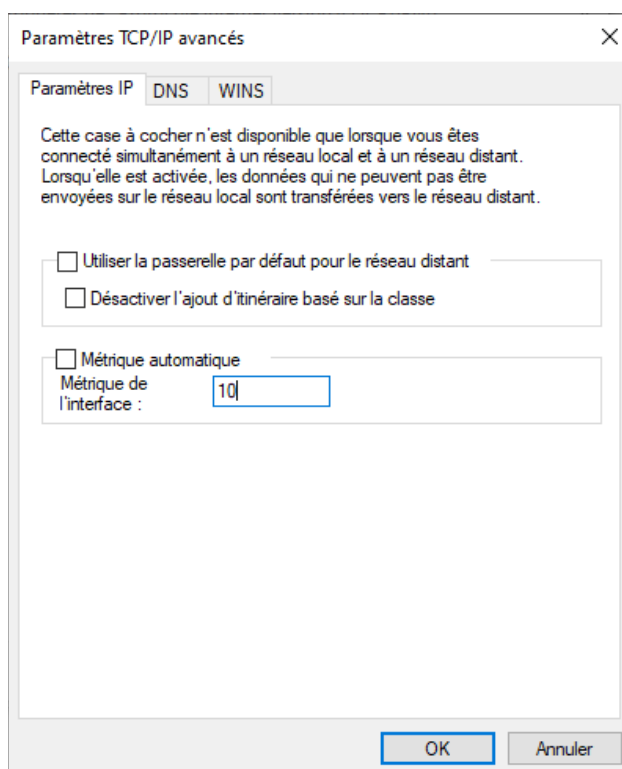 Paramètres TCP/IP avancés
Paramètres IP DNS WINS
Cette case à cocher n'est disponible que lorsque vous êtes
connecté simultanément à un réseau local et à un réseau distant.
Lorsqu'elle est activée, les données qui ne peuvent pas être
envoyées sur le réseau local sont transférées vers le réseau distant.
Utiliser la passerelle par défaut pour le réseau distant
Désactiver l'ajout d'itinéraire basé sur la classe
Métrique automatique
Métrique de
l'interface :
10
OK Annuler